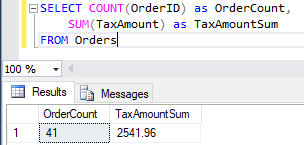 SELECT COUNT(OrderID) as OrderCount,
SUM(TaxAmount) as TaxAmountSum
FROM Orders
100 %
Results Messages
OrderCount TaxAmountSum
1 41 2541.96